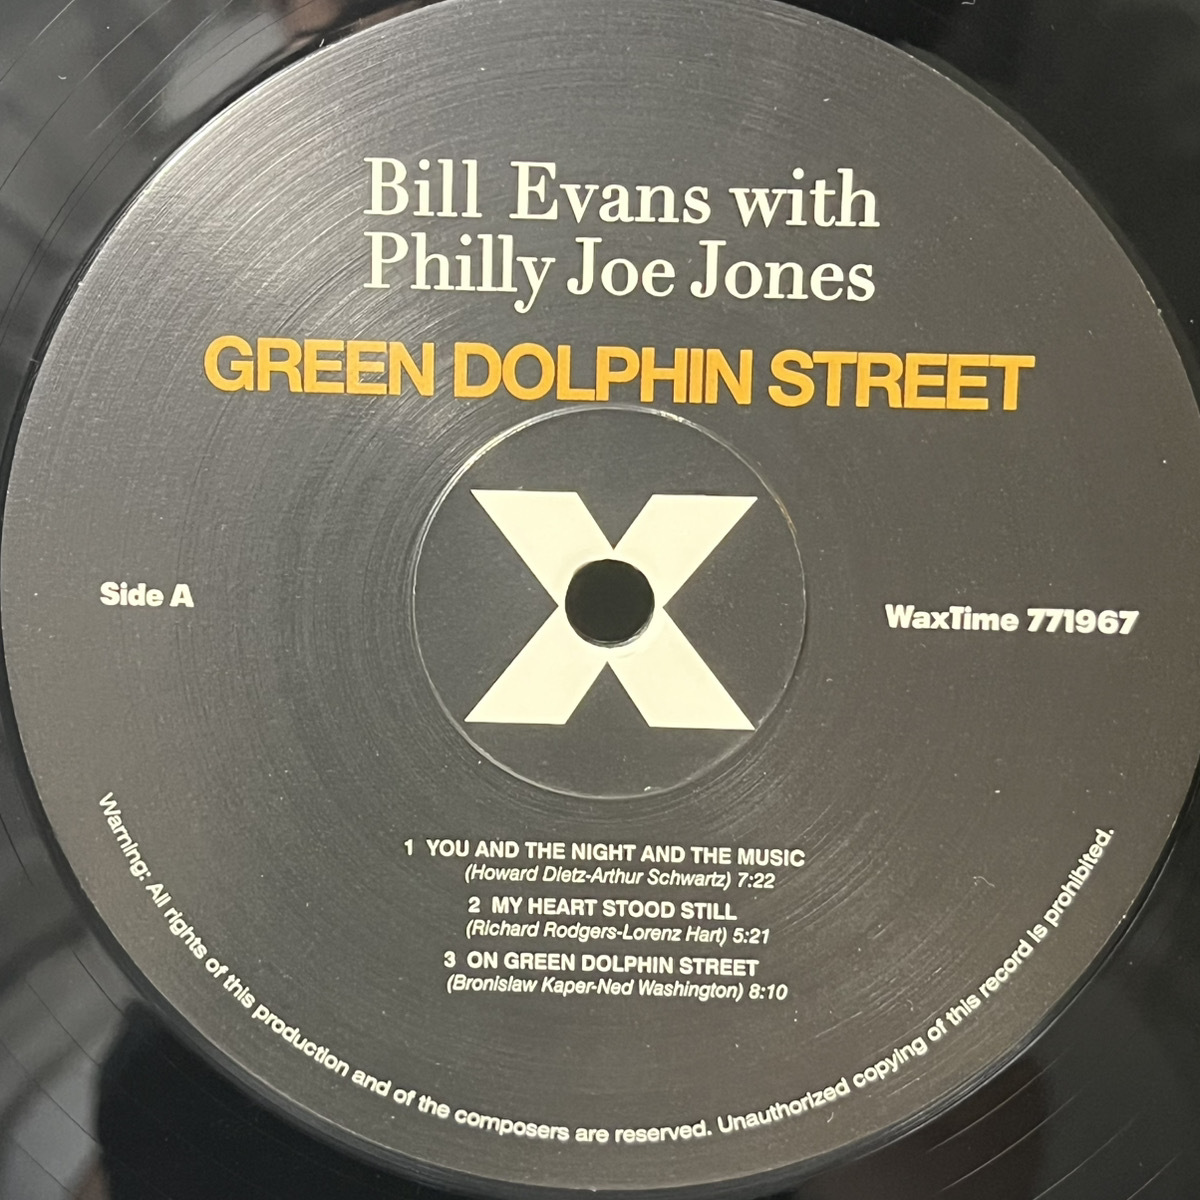 Bill Evans with
Philly Joe Jones
GREEN DOLPHIN STREET
X
Side A
WaxTime 771967
1 YOU AND THE NIGHT AND THE MUSIC
(Howard Dietz-Arthur Schwartz) 7:22
2 MY HEART STOOD STILL
(Richard Rodgers-Lorenz Hart) 5:21
3 ON GREEN DOLPHIN STREET
(Bronislaw Kaper-Ned Washington) 8:10
Warning: All rights of this production and of the composers are reserved. Unauthorized copying of this record is prohibited.